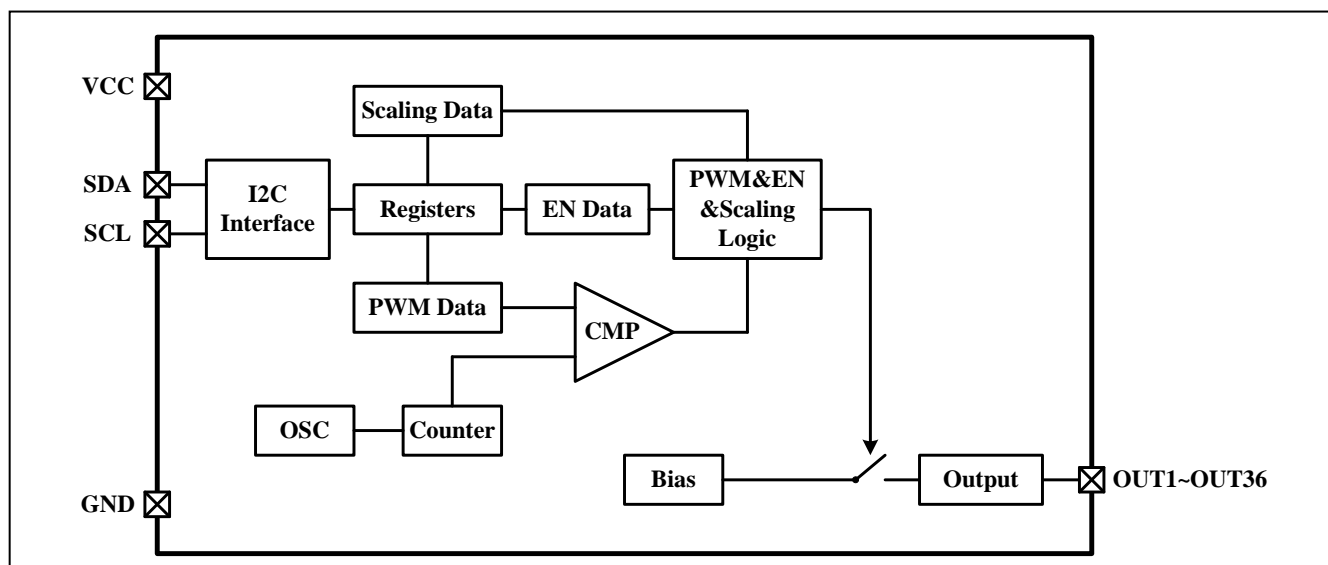 VCC
Scaling Data
SDA
I2C
Interface
Registers
EN Data
PWM&EN
&Scaling
Logic
SCL
PWM Data
CMP
OSC
Counter
Bias
Output
OUT1~OUT36
GND